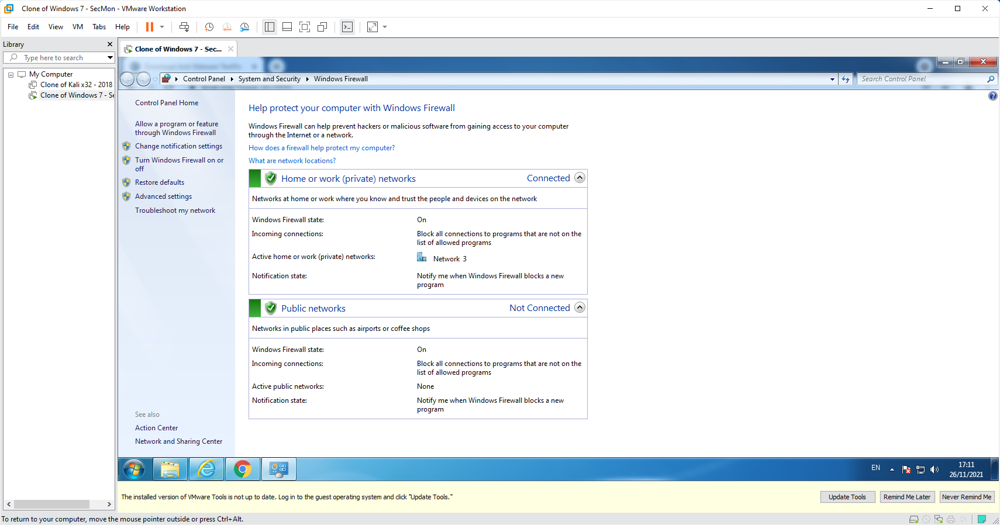 Clone of Windows 7 - SecMon - VMware Workstation
File Edit View VM Tabs Help
Library
Type here to search
My Computer
Clone of Kali x32 - 2018
Clone of Windows 7 - Se
Clone of Windows 7 - Sec...
Control Panel System and Security Windows Firewall
Search Control Panel
Control Panel Home
Allow a program or feature
through Windows Firewall
Change notification settings
Turn Windows Firewall on or
off
Restore defaults
Advanced settings
Troubleshoot my network
See also
Action Center
Network and Sharing Center
Help protect your computer with Windows Firewall
Windows Firewall can help prevent hackers or malicious software from gaining access to your computer
through the Internet or a network.
How does a firewall help protect my computer?
What are network locations?
Home or work (private) networks Connected
Networks at home or work where you know and trust the people and devices on the network
Windows Firewall state: On
Incoming connections: Block all connections to programs that are not on the
list of allowed programs
Active home or work (private) networks: Network 3
Notification state: Notify me when Windows Firewall blocks a new
program
Public networks Not Connected
Networks in public places such as airports or coffee shops
Windows Firewall state: On
Incoming connections: Block all connections to programs that are not on the
list of allowed programs
Active public networks: None
Notification state: Notify me when Windows Firewall blocks a new
program
EN
17:11
26/11/2021
The installed version of VMware Tools is not up to date. Log in to the guest operating system and click "Update Tools."
Update Tools Remind Me Later Never Remind Me
To return to your computer, move the mouse pointer outside or press Ctrl+Alt.